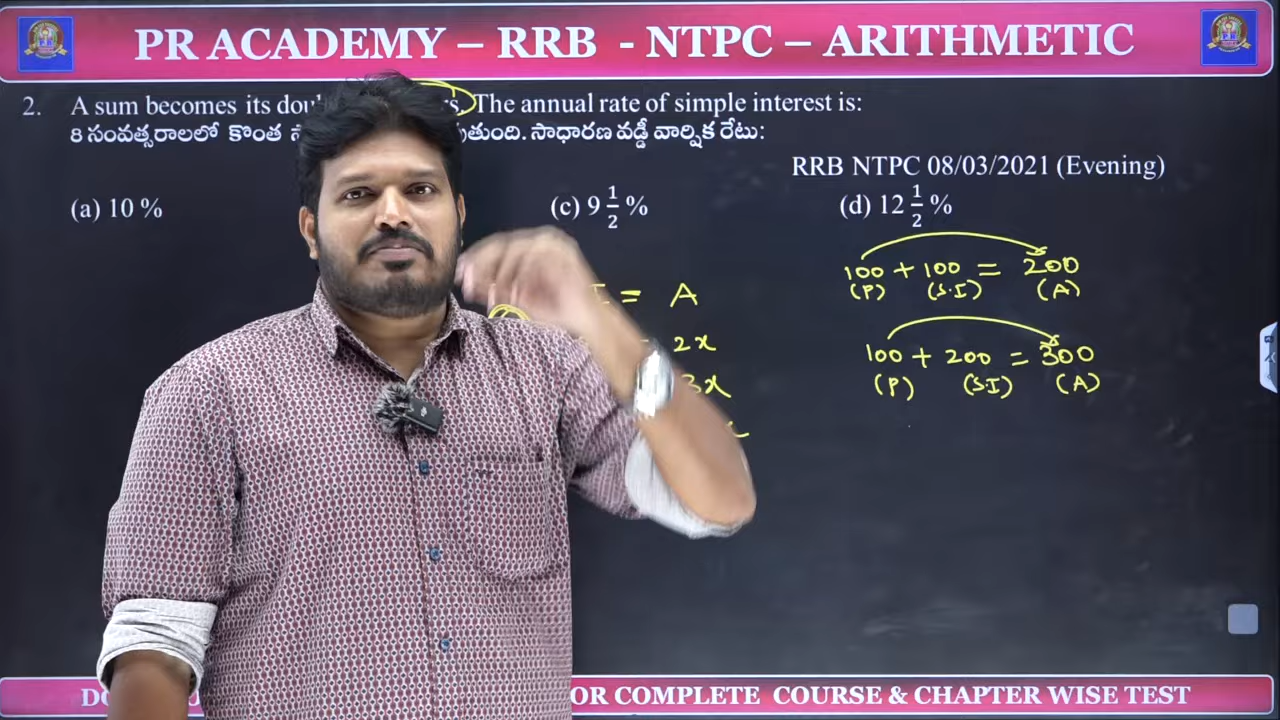 PR ACADEMY – RRB - NTPC – ARITHMETIC
2. A sum becomes its The annual rate of simple interest is:
8 సంవత్సరాలలో కొంత సాధారణ వడ్డీ వార్షిక రేటు:
RRB NTPC 08/03/2021 (Evening)
(a) 10 % (c) 9 1/2 % (d) 12 1/2 %
100 + 100 = 200
(P) (S.I) (A)
= A
2x
3x
100 + 200 = 300
(P) (SI) (A)
OR COMPLETE COURSE & CHAPTER WISE TEST